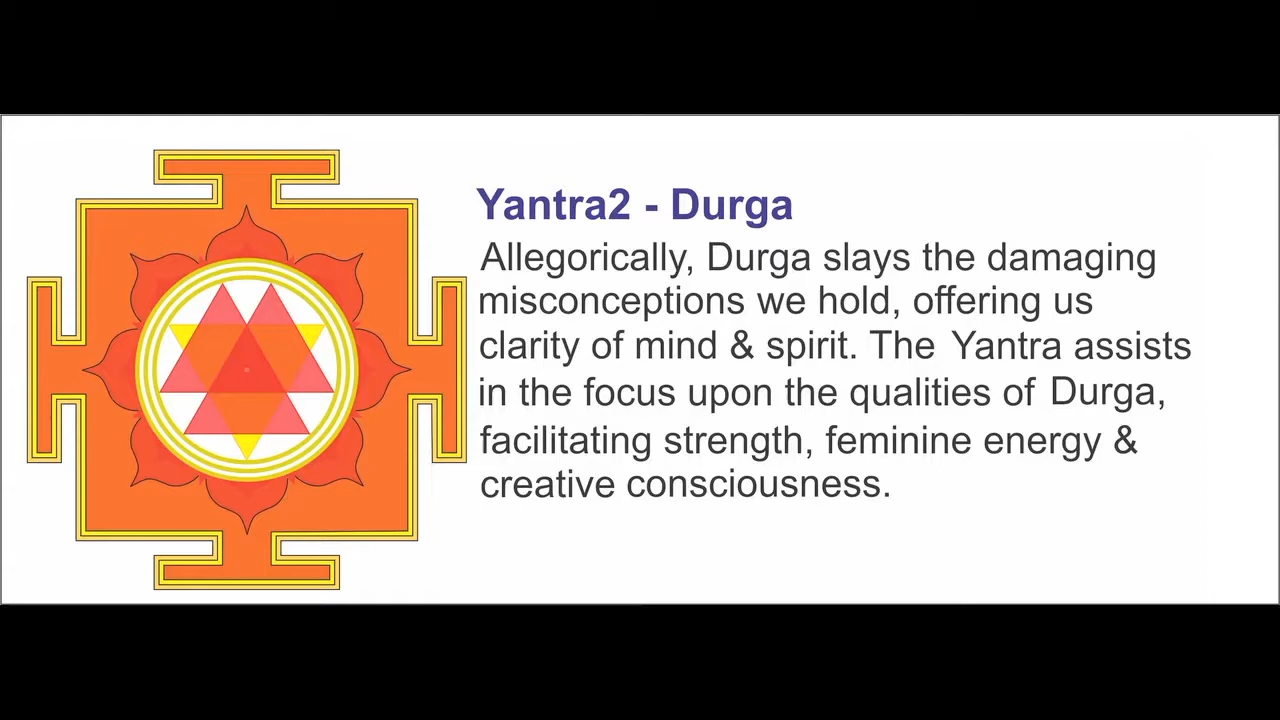 Yantra2 - Durga
Allegorically, Durga slays the damaging
misconceptions we hold, offering us
clarity of mind & spirit. The Yantra assists
in the focus upon the qualities of Durga,
facilitating strength, feminine energy &
creative consciousness.